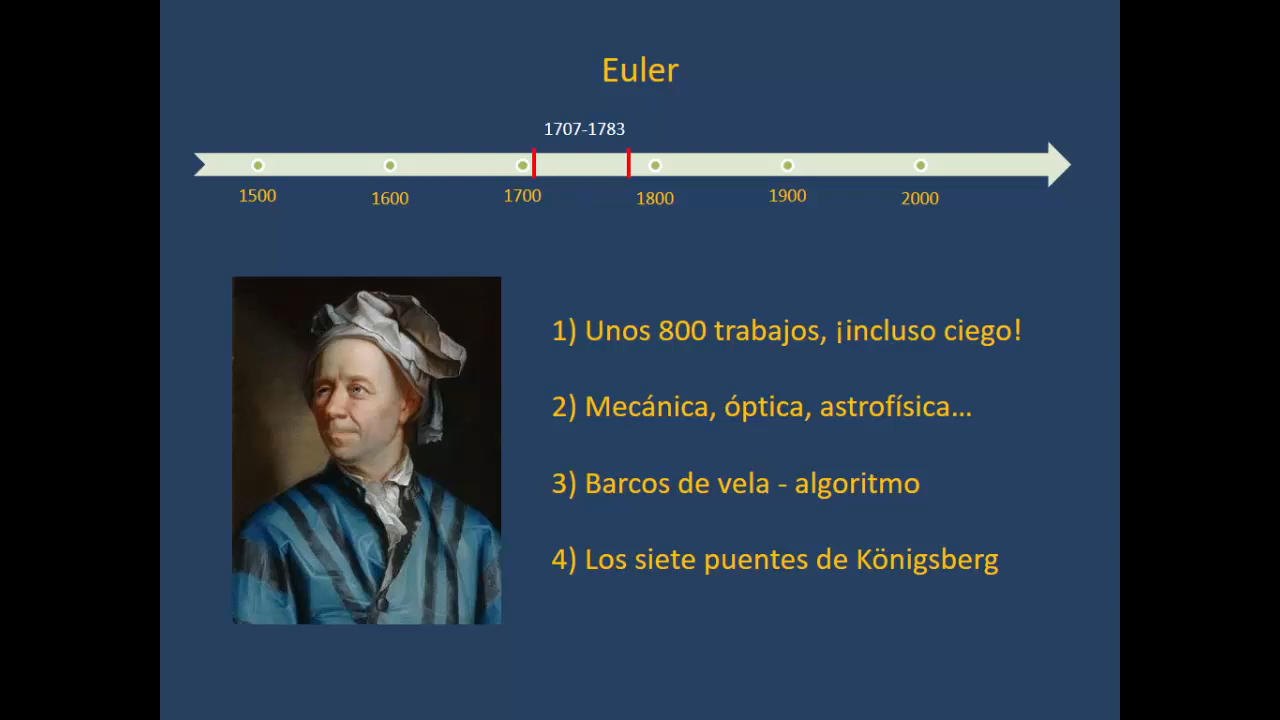 Euler
1707-1783
1500
1600
1700
1800
1900
2000
1) Unos 800 trabajos, ¡incluso ciego!
2) Mecánica, óptica, astrofísica...
3) Barcos de vela - algoritmo
4) Los siete puentes de Königsberg